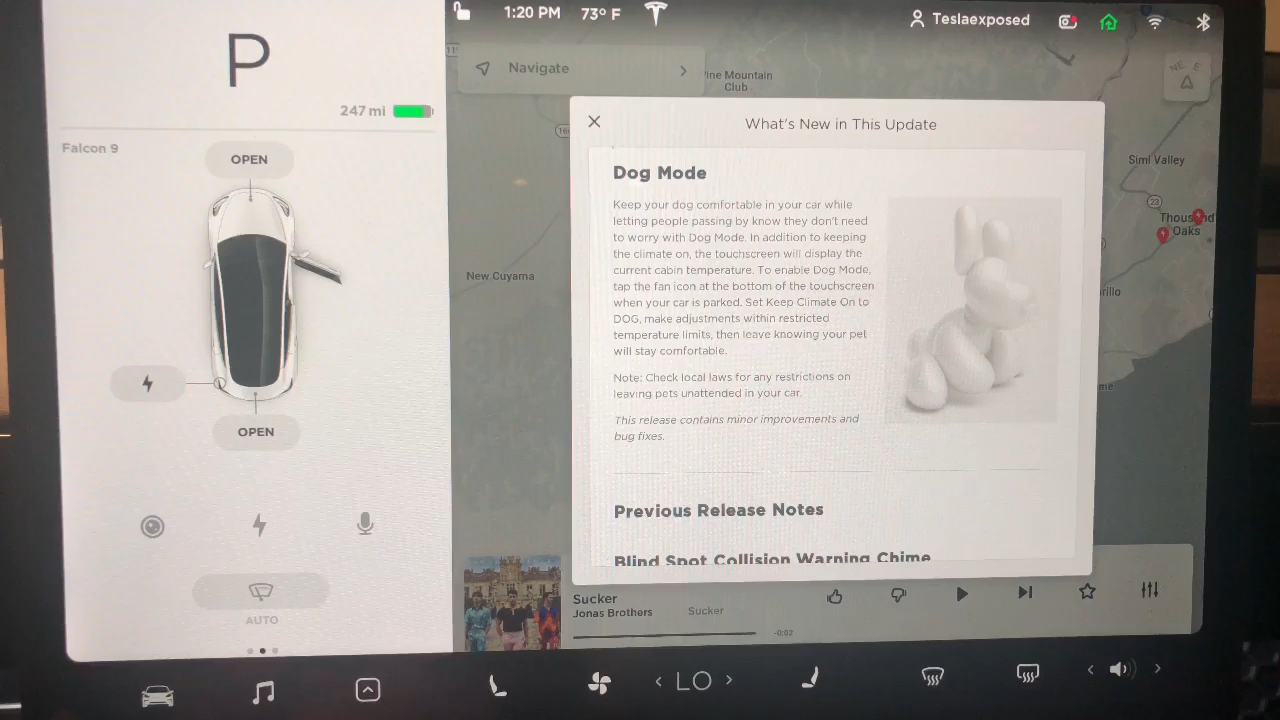 P
247 mi
Falcon 9
OPEN
OPEN
AUTO
1:20 PM
73° F
Teslaexposed
Navigate
Pine Mountain
Club
NE E
Simi Valley
23
Thousand
Oaks
New Cuyama
What's New in This Update
Dog Mode
Keep your dog comfortable in your car while
letting people passing by know they don't need
to worry with Dog Mode. In addition to keeping
the climate on, the touchscreen will display the
current cabin temperature. To enable Dog Mode,
tap the fan icon at the bottom of the touchscreen
when your car is parked. Set Keep Climate On to
DOG, make adjustments within restricted
temperature limits, then leave knowing your pet
will stay comfortable.
Note: Check local laws for any restrictions on
leaving pets unattended in your car.
This release contains minor improvements and
bug fixes.
Previous Release Notes
Blind Spot Collision Warning Chime
Sucker
Jonas Brothers
Sucker
-0:02
LO